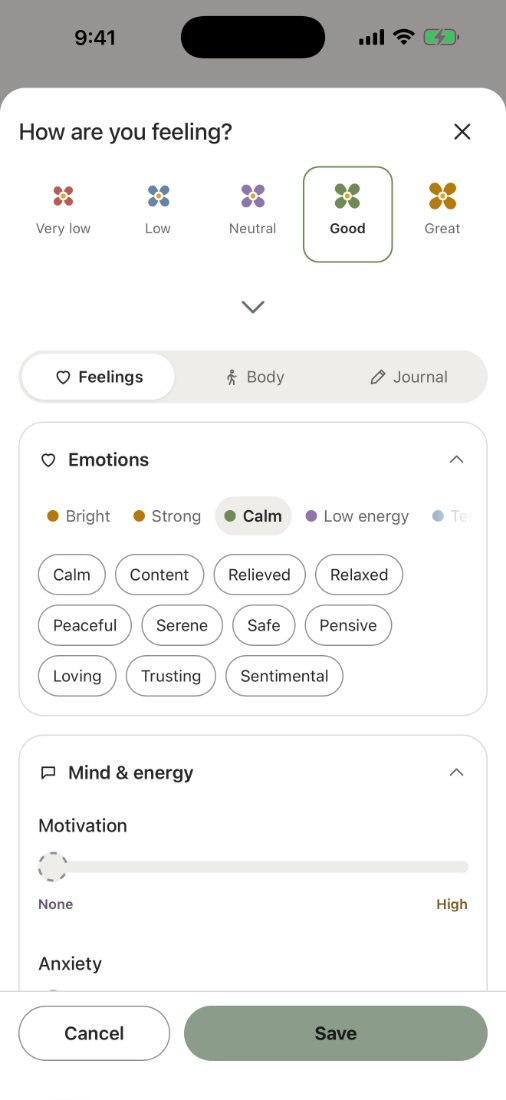 9:41
How are you feeling?
Very low Low Neutral Good Great
Feelings Body Journal
Emotions
Bright Strong Calm Low energy
Calm Content Relieved Relaxed
Peaceful Serene Safe Pensive
Loving Trusting Sentimental
Mind & energy
Motivation
None High
Anxiety
Cancel Save